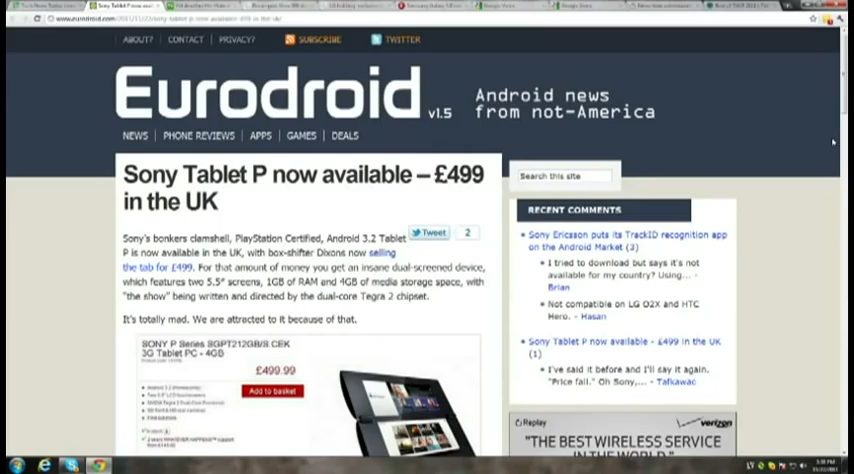 www.eurodroid.com
ABOUT?
CONTACT
PRIVACY?
SUBSCRIBE
TWITTER
Eurodroid v1.5
Android news
from not-America
NEWS | PHONE REVIEWS | APPS | GAMES | DEALS
Sony Tablet P now available – £499
in the UK
Sony's bonkers clamshell, PlayStation Certified, Android 3.2 Tablet
Tweet 2
P is now available in the UK, with box-shifter Dixons now selling
the tab for £499. For that amount of money you get an insane dual-screened device,
which features two 5.5" screens, 1GB of RAM and 4GB of media storage space, with
"the show" being written and directed by the dual-core Tegra 2 chipset.
It's totally mad. We are attracted to it because of that.
SONY P Series SGPT212GB/S.CEK
3G Tablet PC - 4GB
£499.99
Add to basket
Search this site
RECENT COMMENTS
Sony Ericsson puts its TrackID recognition app
on the Android Market (3)
I tried to download but says it's not
available for my country? Using... -
Brian
Not compatible on LG O2X and HTC
Hero. - Hasan
Sony Tablet P now available - £499 in the UK
(1)
I've said it before and I'll say it again.
"Price fail." Oh Sony,... - Tafkawac
Replay
verizon
"THE BEST WIRELESS SERVICE
IN THE WORLD